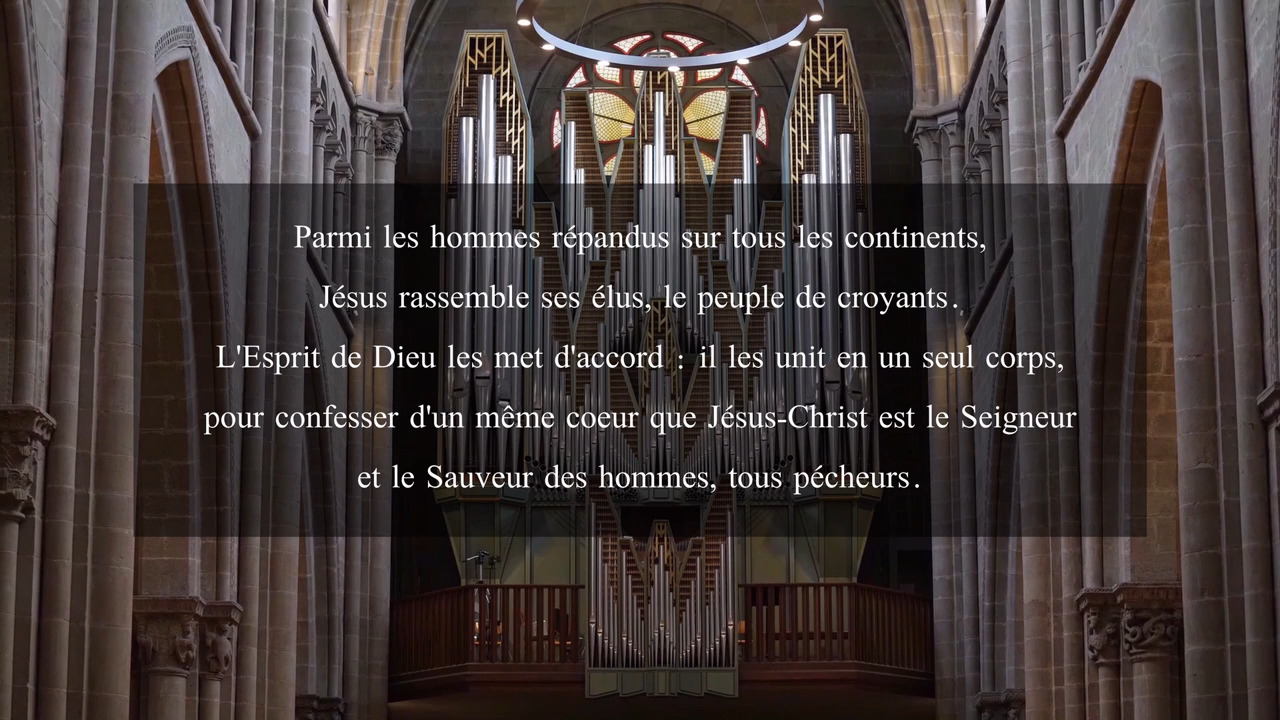 Parmi les hommes répandus sur tous les continents,
Jésus rassemble ses élus, le peuple de croyants.
L'Esprit de Dieu les met d'accord : il les unit en un seul corps,
pour confesser d'un même coeur que Jésus-Christ est le Seigneur
et le Sauveur des hommes, tous pécheurs.